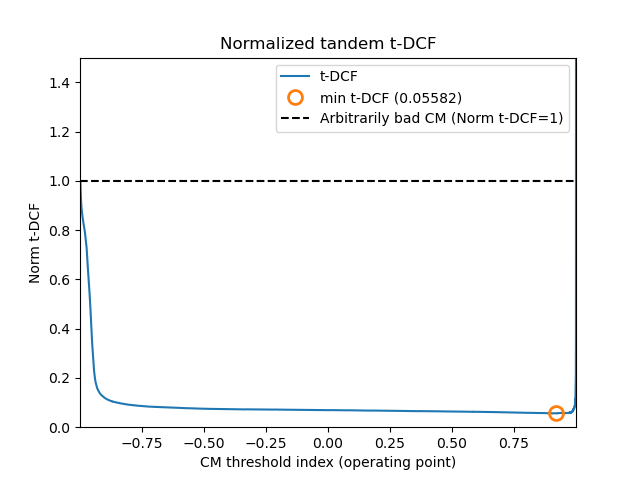 Normalized tandem t-DCF
t-DCF
min t-DCF (0.05582)
Arbitrarily bad CM (Norm t-DCF=1)
Norm t-DCF
1.4
1.2
1.0
0.8
0.6
0.4
0.2
0.0
−0.75 −0.50 −0.25 0.00 0.25 0.50 0.75
CM threshold index (operating point)